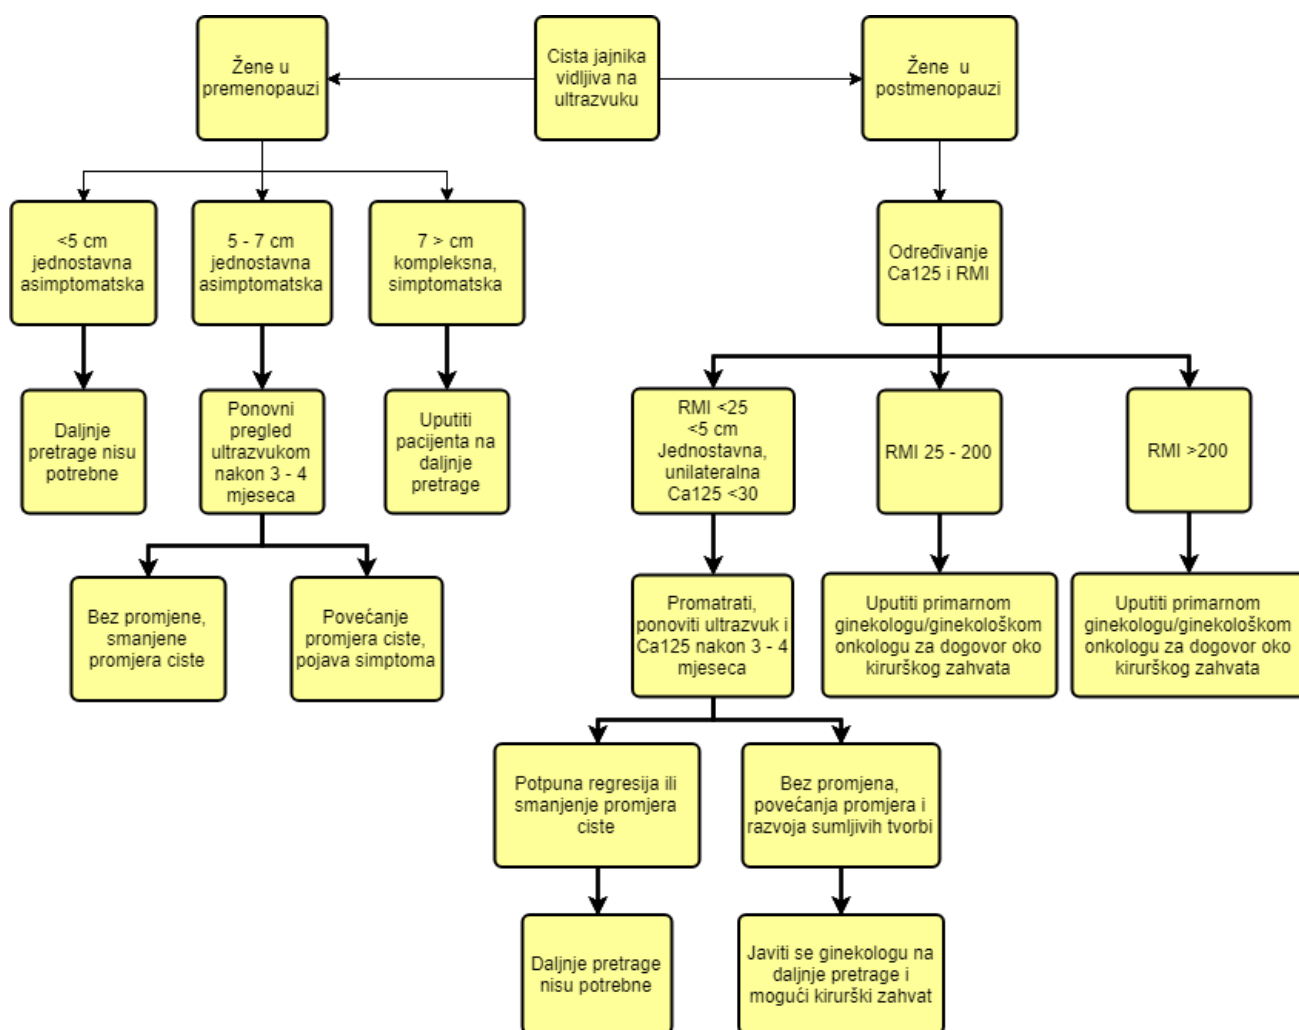 Žene u
premenopauzi
Cista jajnika
vidljiva na
ultrazvuku
Žene u
postmenopauzi
<5 cm
jednostavna
asimptomatska
5 - 7 cm
jednostavna
asimptomatska
7 > cm
kompleksna,
simptomatska
Određivanje
Ca125 i RMI
Daljnje
pretrage nisu
potrebne
Ponovni
pregled
ultrazvukom
nakon 3 - 4
mjeseca
Uputiti
pacijenta na
daljnje
pretrage
RMI <25
<5 cm
Jednostavna,
unilateralna
Ca125 <30
RMI 25 - 200
RMI >200
Bez promjene,
smanjene
promjera ciste
Povećanje
promjera ciste,
pojava simptoma
Promatrati,
ponoviti ultrazvuk i
Ca125 nakon 3 - 4
mjeseca
Uputiti primarnom
ginekologu/ginekološkom
onkologu za dogovor oko
kirurškog zahvata
Uputiti primarnom
ginekologu/ginekološkom
onkologu za dogovor oko
kirurškog zahvata
Potpuna regresija ili
smanjenje promjera
ciste
Bez promjena,
povećanja promjera i
razvoja sumljivih tvorbi
Daljnje pretrage
nisu potrebne
Javiti se ginekologu na
daljnje pretrage i
mogući kirurški zahvat